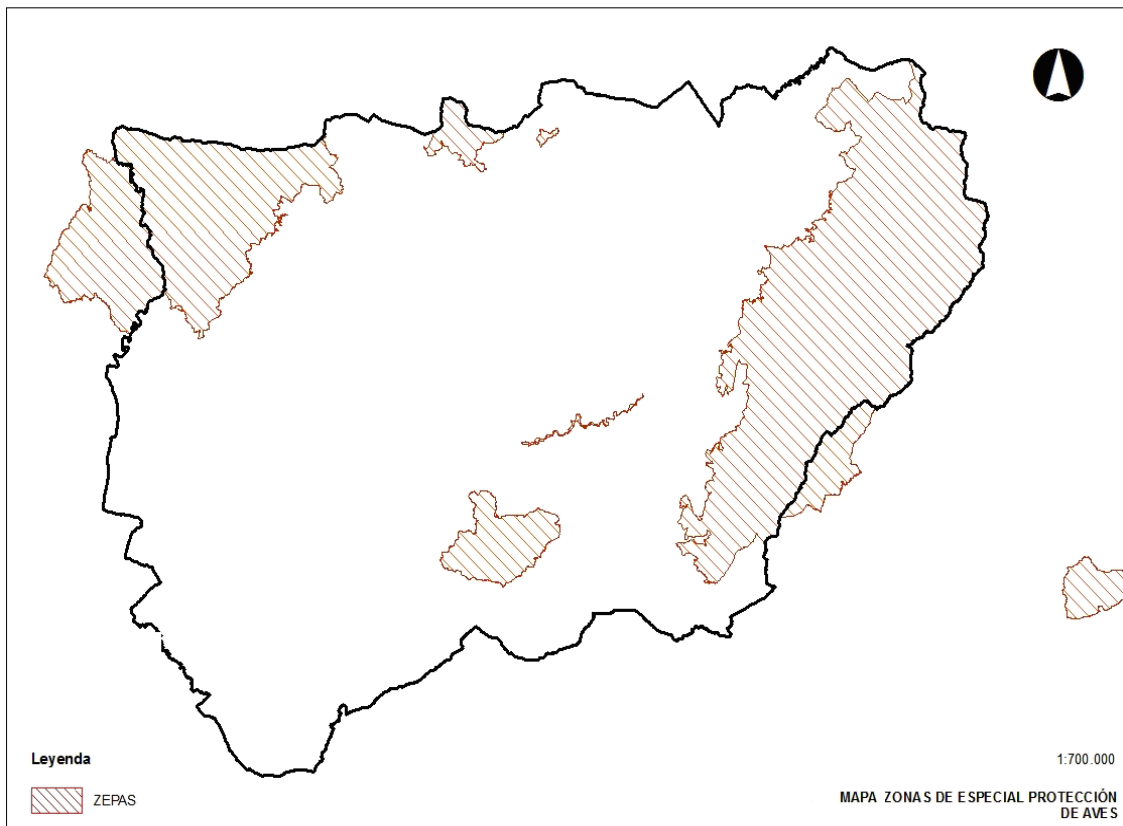 Leyenda
ZEPAS
1:700.000
MAPA ZONAS DE ESPECIAL PROTECCIÓN
DE AVES